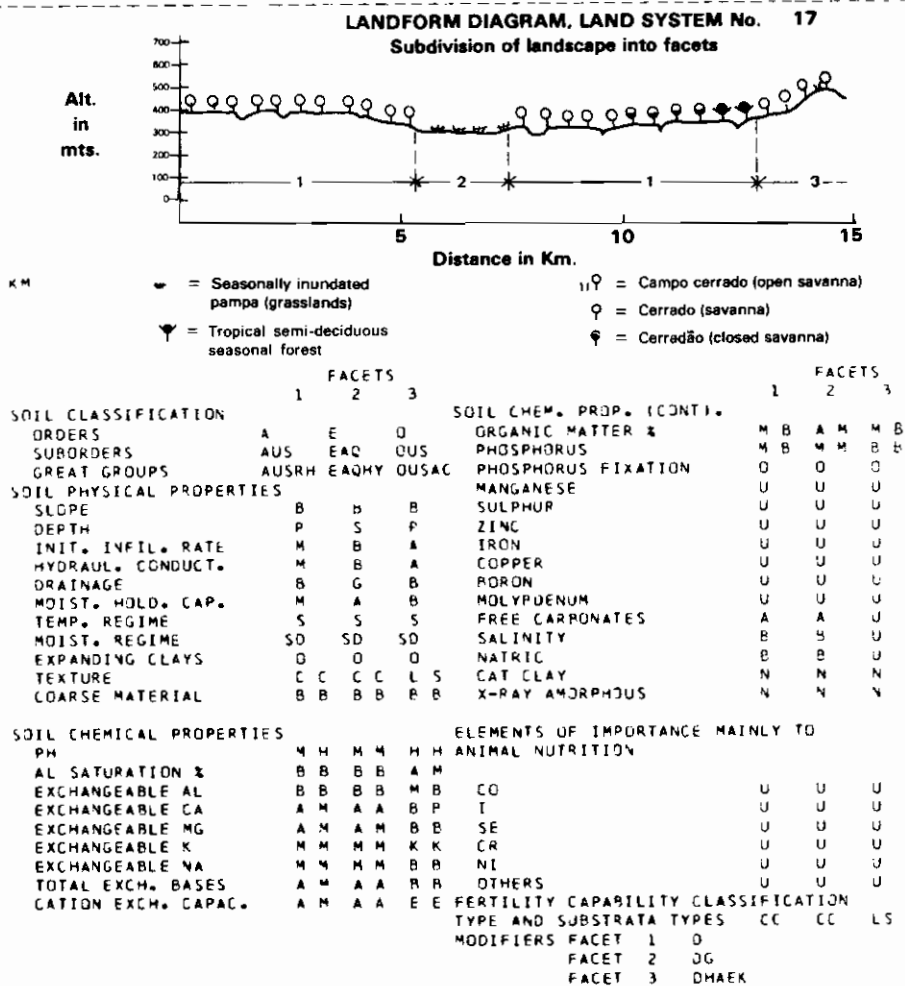 LANDFORM DIAGRAM, LAND SYSTEM No. 17
Subdivision of landscape into facets
Alt.
in
mts.
700
600
500
400
300
200
100
0
1 2 1 3
5 10 15
Distance in Km.
KM
= Seasonally inundated
pampa (grasslands)
= Tropical semi-deciduous
seasonal forest
= Campo cerrado (open savanna)
= Cerrado (savanna)
= Cerradão (closed savanna)
FACETS
1 2 3
SOIL CLASSIFICATION
ORDERS A E O
SUBORDERS AUS EAQ OUS
GREAT GROUPS AUSRH EAQHY OUSAC
SOIL PHYSICAL PROPERTIES
SLOPE B B B
DEPTH P S P
INIT. INFIL. RATE M B A
HYDRAUL. CONDUCT. M B A
DRAINAGE B G B
MOIST. HOLD. CAP. M A B
TEMP. REGIME S S S
MOIST. REGIME SD SD SD
EXPANDING CLAYS O O O
TEXTURE C C C C L S
COARSE MATERIAL B B B B B B
SOIL CHEMICAL PROPERTIES
PH M H M M H H
AL SATURATION % B B B B A M
EXCHANGEABLE AL B B B B M B
EXCHANGEABLE CA A M A A B P
EXCHANGEABLE MG A M A M B B
EXCHANGEABLE K M M M M K K
EXCHANGEABLE NA M M M M B B
TOTAL EXCH. BASES A M A A B B
CATION EXCH. CAPAC. A M A A E E
FACETS
1 2 3
SOIL CHEM. PROP. (CONT).
ORGANIC MATTER % M B A M M B
PHOSPHORUS M B M M B B
PHOSPHORUS FIXATION O O O
MANGANESE U U U
SULPHUR U U U
ZINC U U U
IRON U U U
COPPER U U U
BORON U U U
MOLYPDENUM U U U
FREE CARPONATES A A U
SALINITY B B U
NATRIC B B U
CAT CLAY N N N
X-RAY AMORPHOUS N N N
ELEMENTS OF IMPORTANCE MAINLY TO
ANIMAL NUTRITION
CO U U U
I U U U
SE U U U
CR U U U
NI U U U
OTHERS U U U
FERTILITY CAPABILITY CLASSIFICATION
TYPE AND SUBSTRATA TYPES CC CC LS
MODIFIERS FACET 1 D
FACET 2 DG
FACET 3 DHAEK